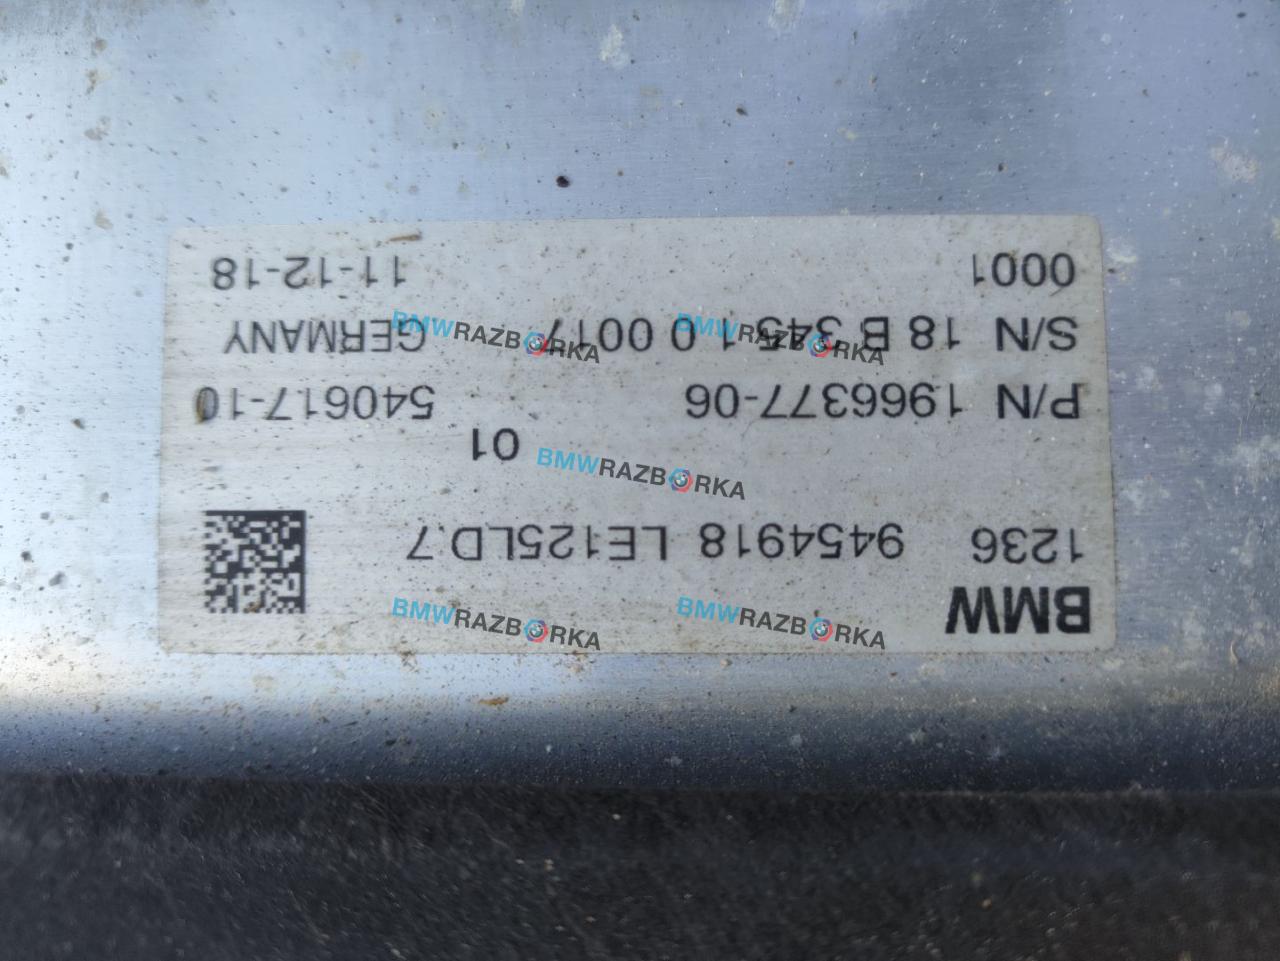 BMW
1236 9454918 LE125LD.7
01
P/N 1966377-06 540617-10
S/N 18 B 345 1 0 0017 GERMANY
0001 11-12-18
BMWRAZBORKA
BMWRAZBORKA
BMWRAZBORKA
BMWRAZBORKA
BMWRAZBORKA